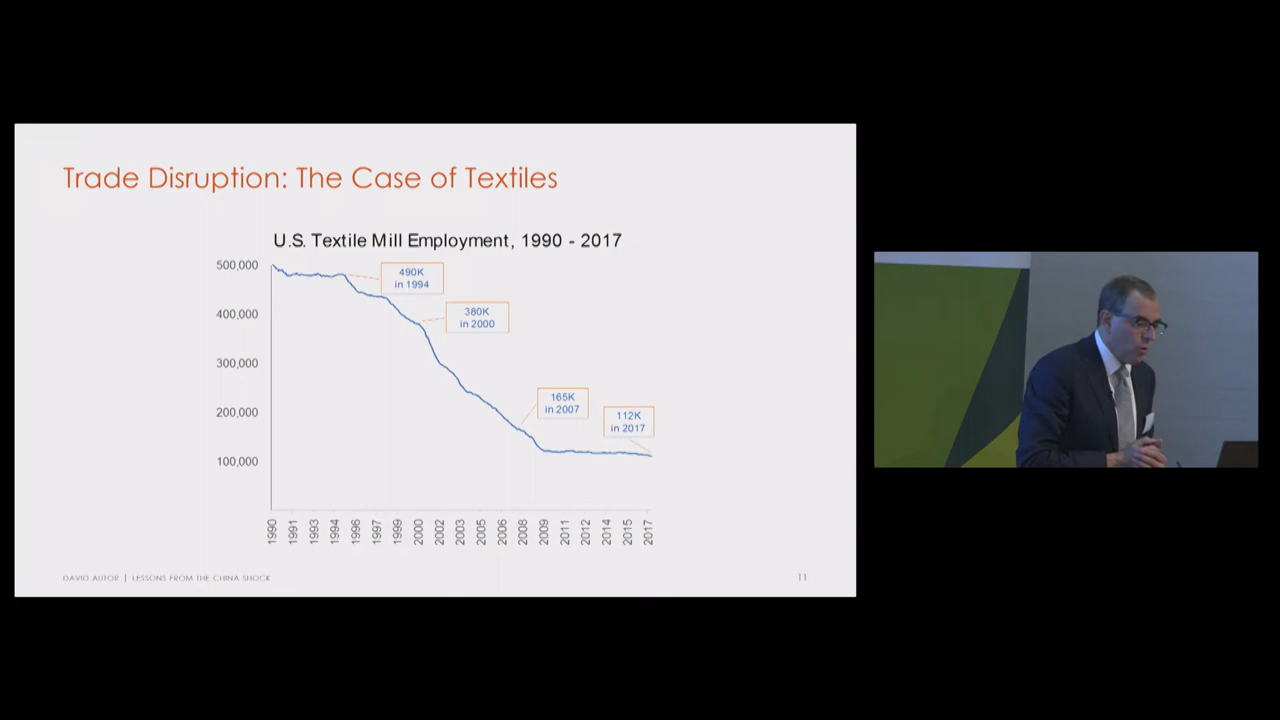 Trade Disruption: The Case of Textiles
U.S. Textile Mill Employment, 1990 - 2017
500,000
400,000
300,000
200,000
100,000
490K
in 1994
380K
in 2000
165K
in 2007
112K
in 2017
1990
1991
1993
1994
1996
1997
1999
2000
2002
2003
2005
2006
2008
2009
2011
2012
2014
2015
2017
DAVID AUTOR | LESSONS FROM THE CHINA SHOCK
11